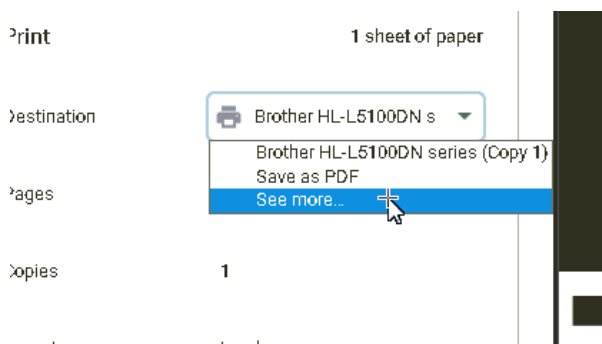 Print 1 sheet of paper
Destination Brother HL-L5100DN s
Brother HL-L5100DN series (Copy 1)
Save as PDF
Pages
See more...
Copies 1